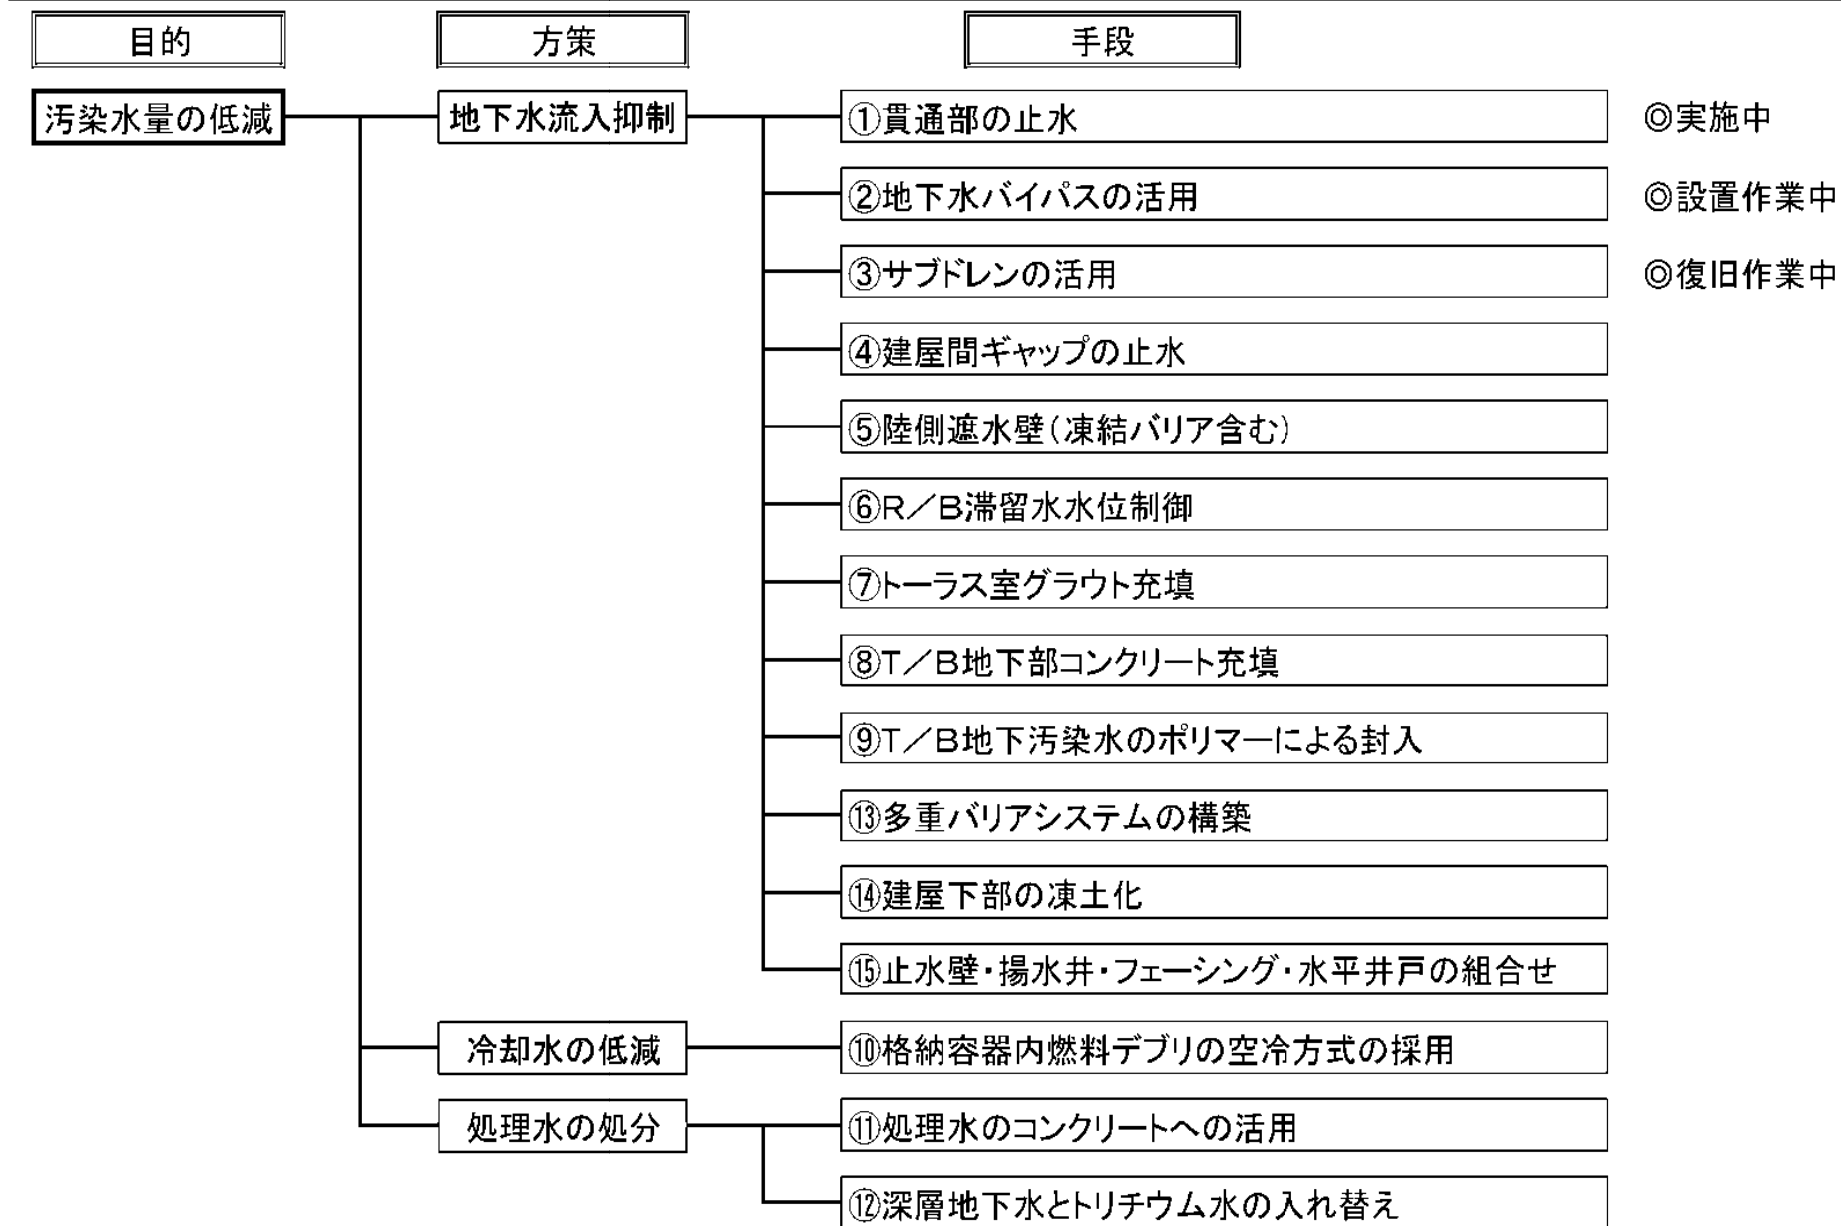 目的 方策 手段
汚染水量の低減 地下水流入抑制 ①貫通部の止水 ◎実施中
②地下水バイパスの活用 ◎設置作業中
③サブドレンの活用 ◎復旧作業中
④建屋間ギャップの止水
⑤陸側遮水壁(凍結バリア含む)
⑥R/B滞留水水位制御
⑦トーラス室グラウト充填
⑧T/B地下部コンクリート充填
⑨T/B地下汚染水のポリマーによる封入
⑬多重バリアシステムの構築
⑭建屋下部の凍土化
⑮止水壁・揚水井・フェーシング・水平井戸の組合せ
冷却水の低減 ⑩格納容器内燃料デブリの空冷方式の採用
処理水の処分 ⑪処理水のコンクリートへの活用
⑫深層地下水とトリチウム水の入れ替え